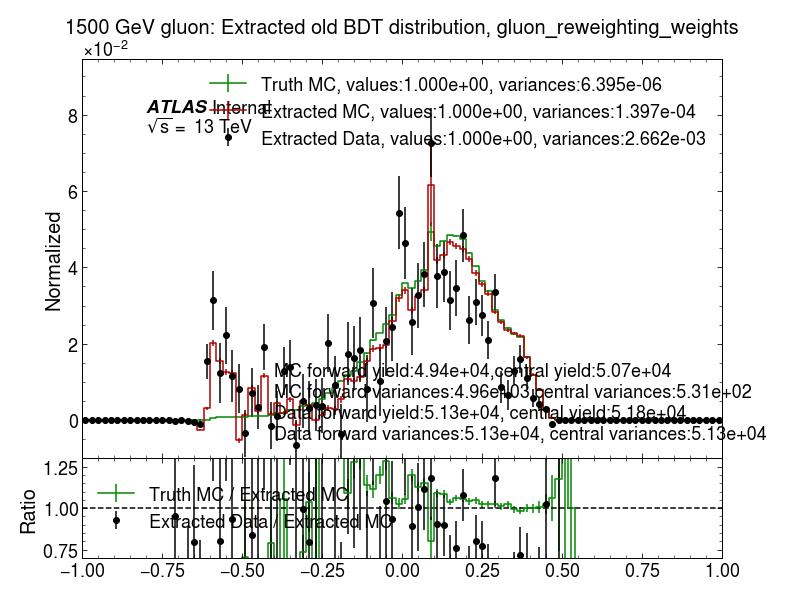 1500 GeV gluon: Extracted old BDT distribution, gluon_reweighting_weights
×10⁻²
Truth MC, values:1.000e+00, variances:6.395e-06
ATLAS Internal
Extracted MC, values:1.000e+00, variances:1.397e-04
√s = 13 TeV
Extracted Data, values:1.000e+00, variances:2.662e-03
8
6
4
2
0
Normalized
MC forward yield:4.94e+04,central yield:5.07e+04
MC forward variances:4.96e+03,central variances:5.31e+02
Data forward yield:5.13e+04, central yield:5.18e+04
Data forward variances:5.13e+04, central variances:5.13e+04
1.25
1.00
0.75
Ratio
Truth MC / Extracted MC
Extracted Data / Extracted MC
−1.00 −0.75 −0.50 −0.25 0.00 0.25 0.50 0.75 1.00